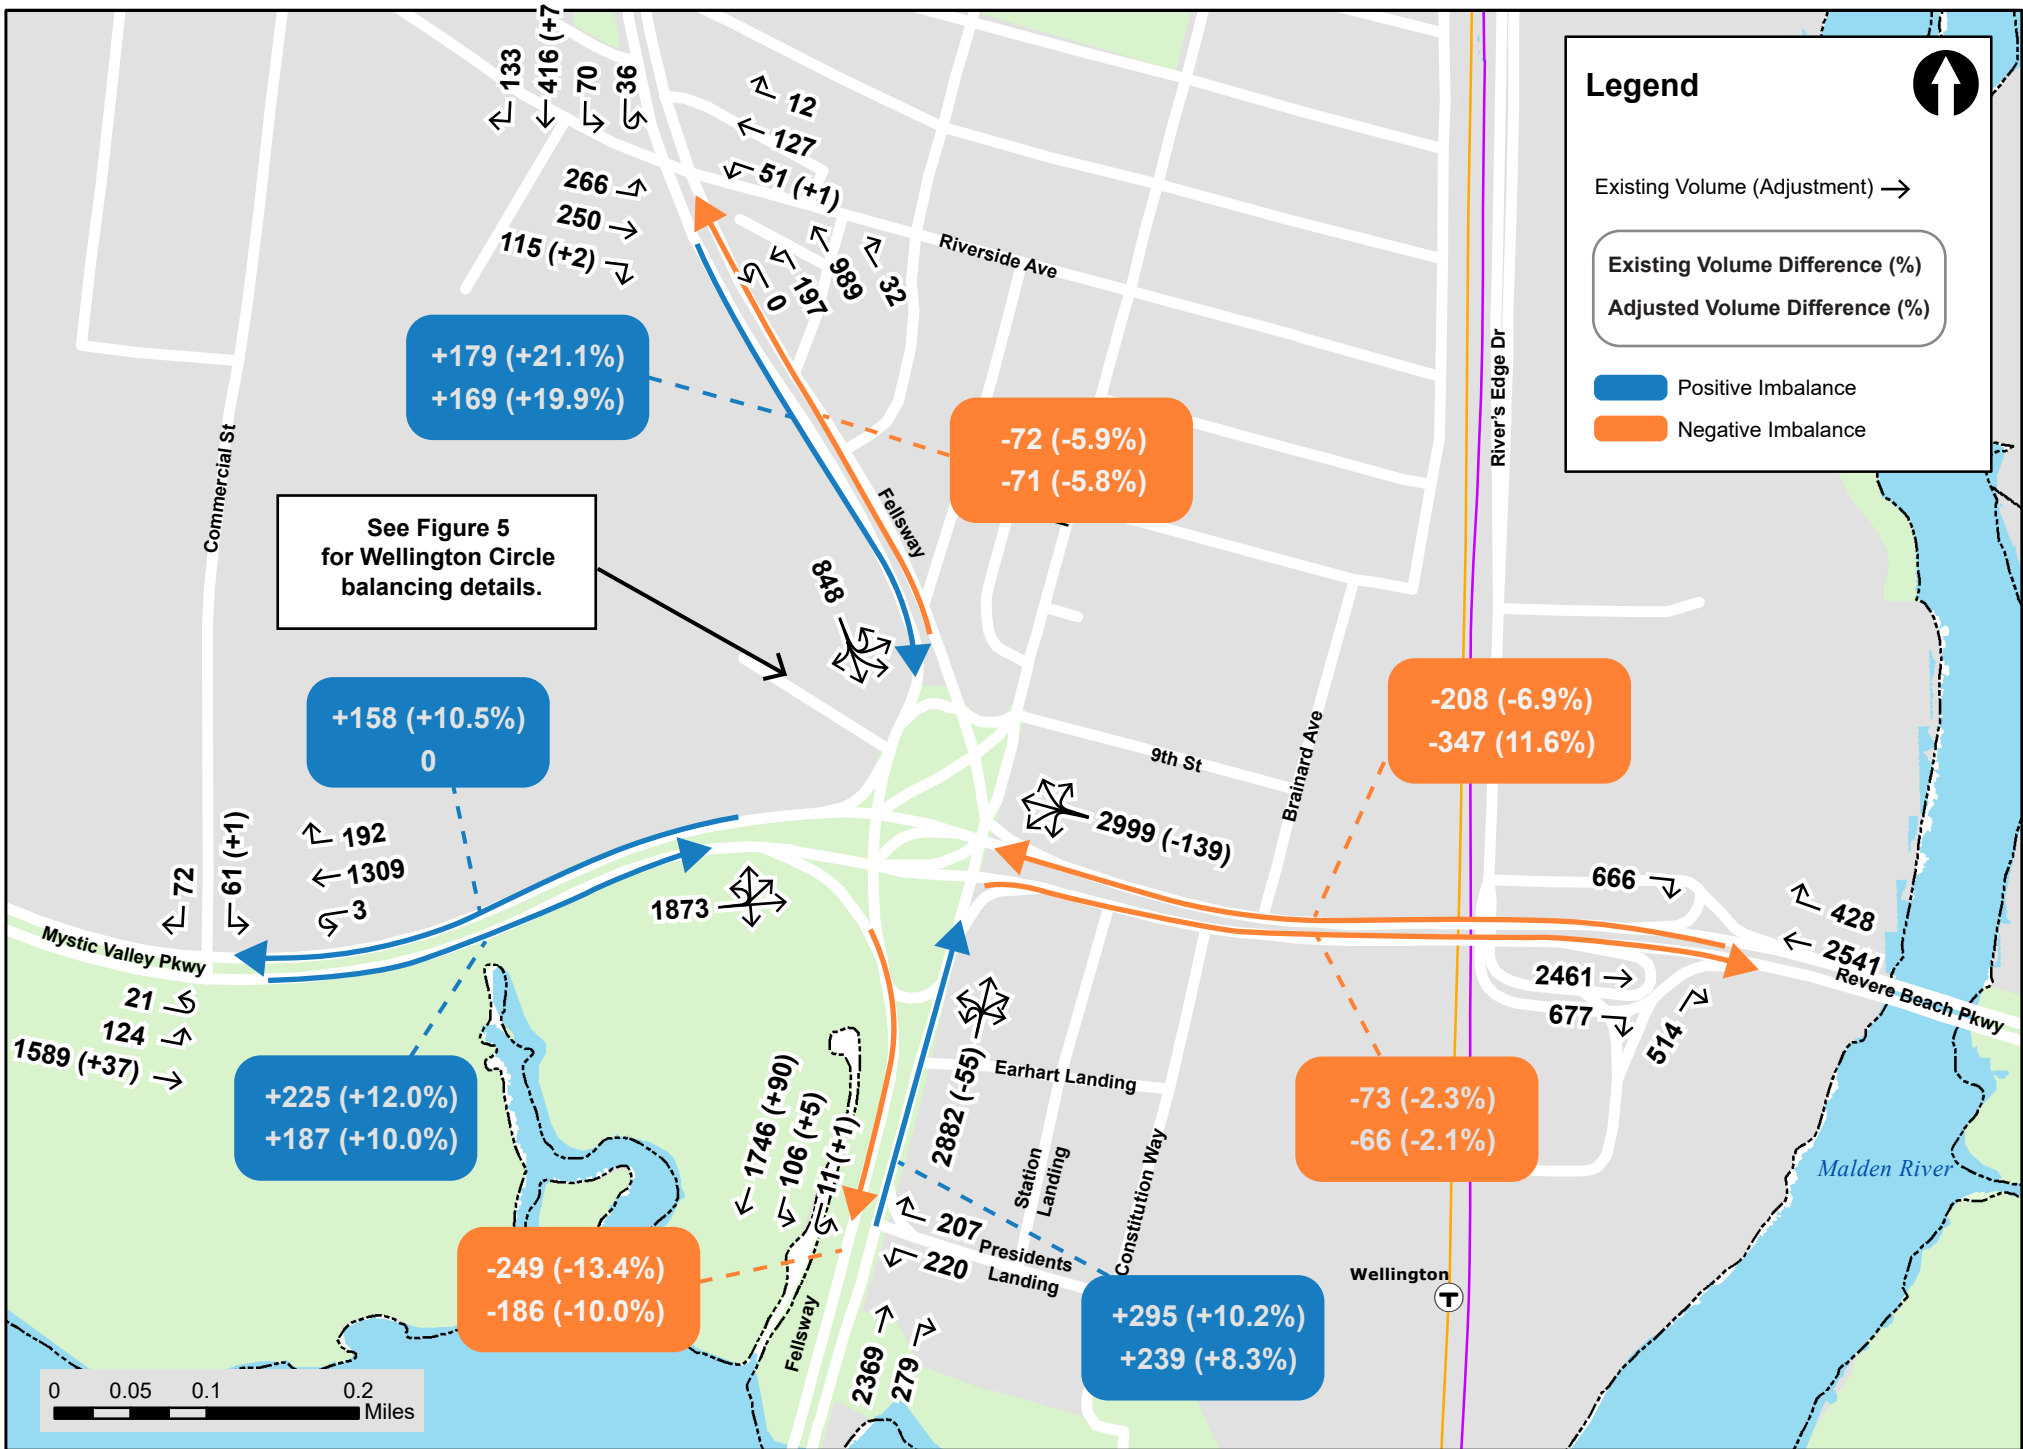 133
416 (+7
70
36
12
127
51 (+1)
266
250
115 (+2)
0
197
989
32
Riverside Ave
Legend
Existing Volume (Adjustment)
Existing Volume Difference (%)
Adjusted Volume Difference (%)
Positive Imbalance
Negative Imbalance
+179 (+21.1%)
+169 (+19.9%)
-72 (-5.9%)
-71 (-5.8%)
River's Edge Dr
Commercial St
Fellsway
See Figure 5
for Wellington Circle
balancing details.
848
+158 (+10.5%)
0
-208 (-6.9%)
-347 (11.6%)
9th St
Brainard Ave
2999 (-139)
72
61 (+1)
192
1309
3
1873
666
428
2541
2461
677
514
Mystic Valley Pkwy
Revere Beach Pkwy
21
124
1589 (+37)
+225 (+12.0%)
+187 (+10.0%)
1746 (+90)
106 (+5)
11 (+1)
2882 (-55)
Earhart Landing
Station
Landing
Constitution Way
-73 (-2.3%)
-66 (-2.1%)
Malden River
207
220
Presidents
Landing
-249 (-13.4%)
-186 (-10.0%)
Wellington
T
+295 (+10.2%)
+239 (+8.3%)
Fellsway
2369
279
0 0.05 0.1 0.2
Miles